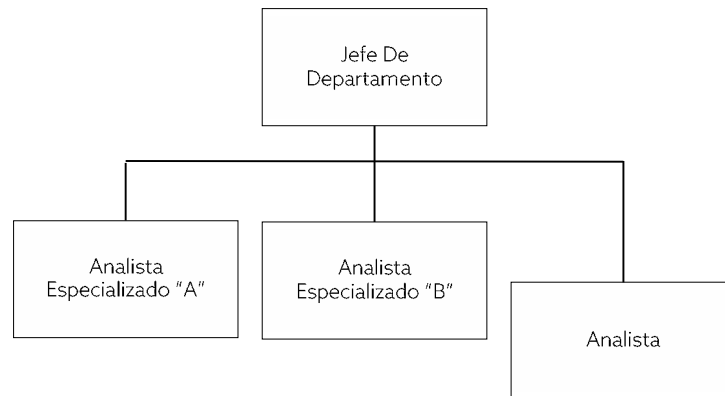 Jefe De
Departamento
Analista
Especializado "A"
Analista
Especializado "B"
Analista